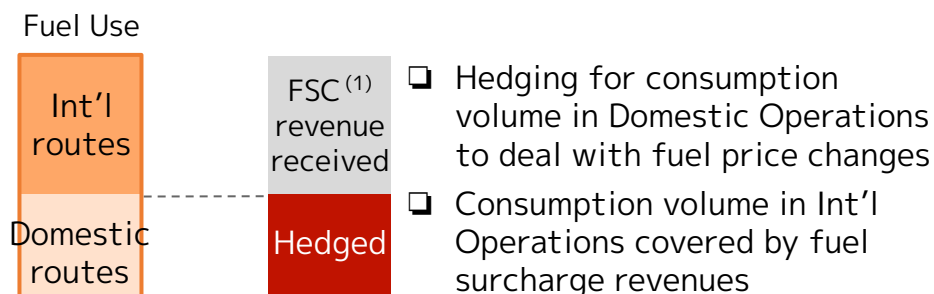 Fuel Use
Int’l
routes
Domestic
routes
FSC (1)
revenue
received
Hedged
❏ Hedging for consumption
volume in Domestic Operations
to deal with fuel price changes
❏ Consumption volume in Int’l
Operations covered by fuel
surcharge revenues